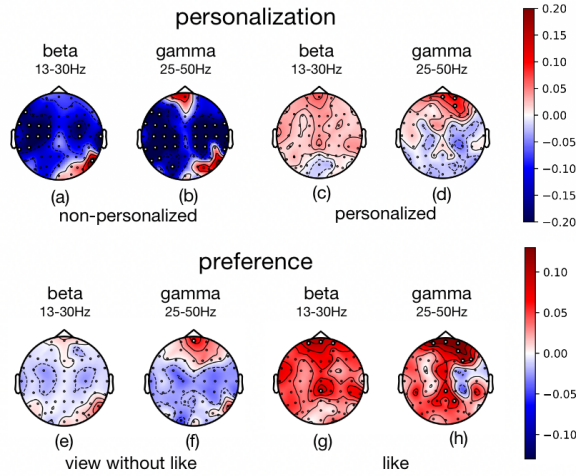 personalization
beta gamma beta gamma
13-30Hz 25-50Hz 13-30Hz 25-50Hz
0.20
0.15
0.10
0.05
0.00
−0.05
−0.10
−0.15
−0.20
(a) (b) (c) (d)
non-personalized personalized
preference
beta gamma beta gamma
13-30Hz 25-50Hz 13-30Hz 25-50Hz
0.10
0.05
0.00
−0.05
−0.10
(e) (f) (g) (h)
view without like like